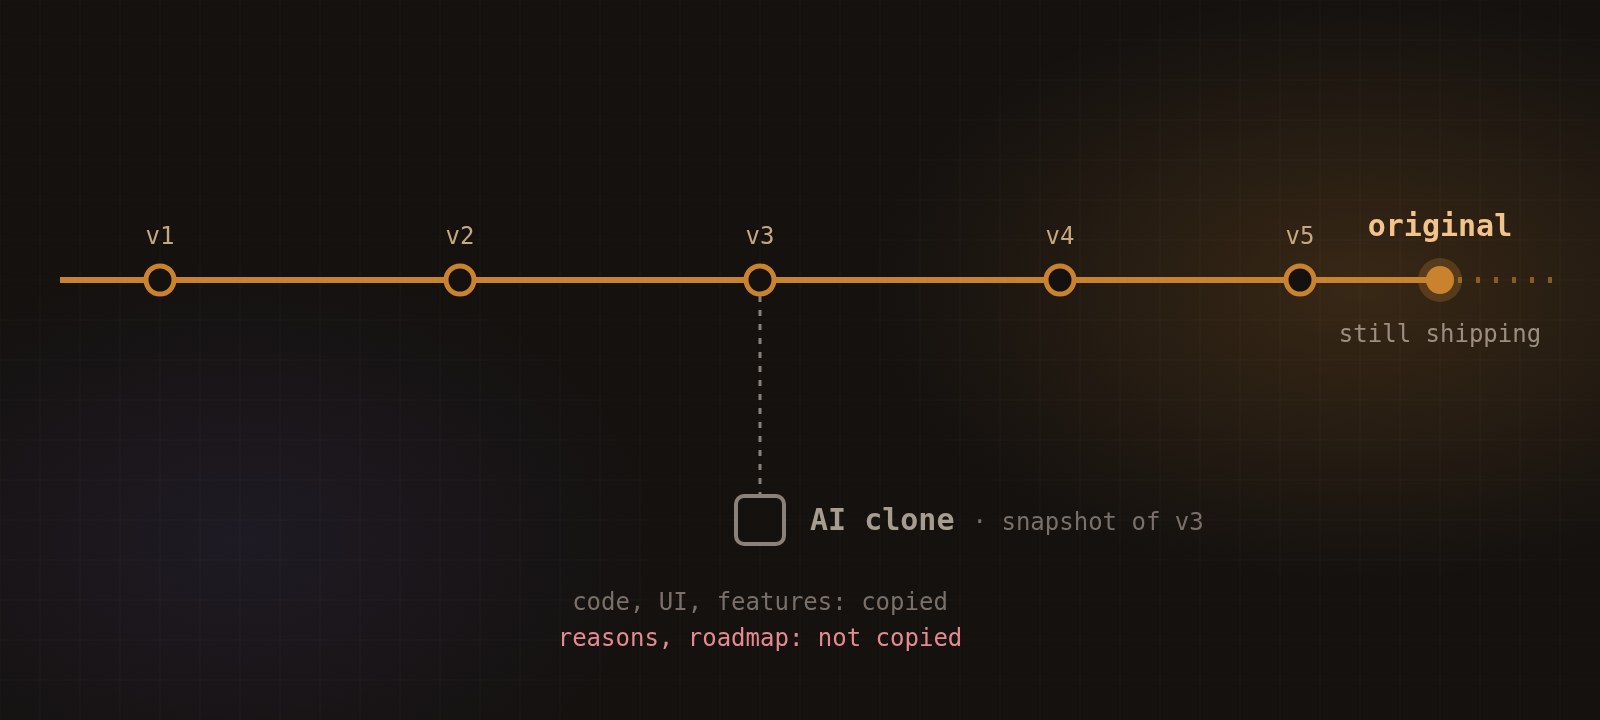 original
v1 v2 v3 v4 v5
still shipping
AI clone · snapshot of v3
code, UI, features: copied
reasons, roadmap: not copied